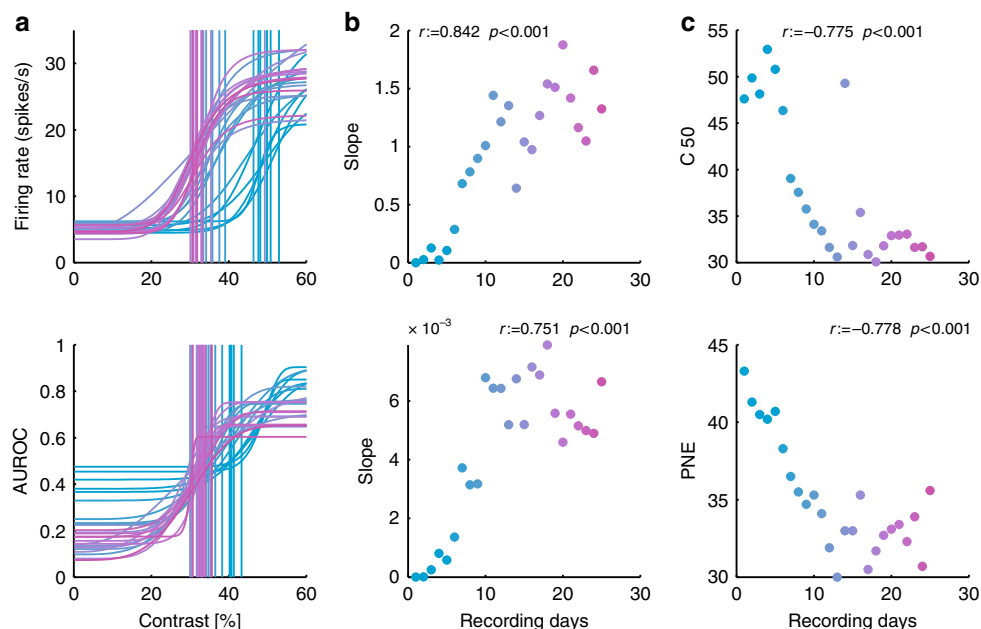 a
b
c
Firing rate (spikes/s)
30
20
10
0
0 20 40 60
r:=0.842 p<0.001
Slope
2
1.5
1
0.5
0
0 10 20 30
r:=−0.775 p<0.001
C 50
55
50
45
40
35
30
0 10 20 30
AUROC
1
0.8
0.6
0.4
0.2
0
0 20 40 60
Contrast [%]
× 10⁻³
r:=0.751 p<0.001
Slope
6
4
2
0
0 10 20 30
Recording days
r:=−0.778 p<0.001
PNE
45
40
35
30
0 10 20 30
Recording days